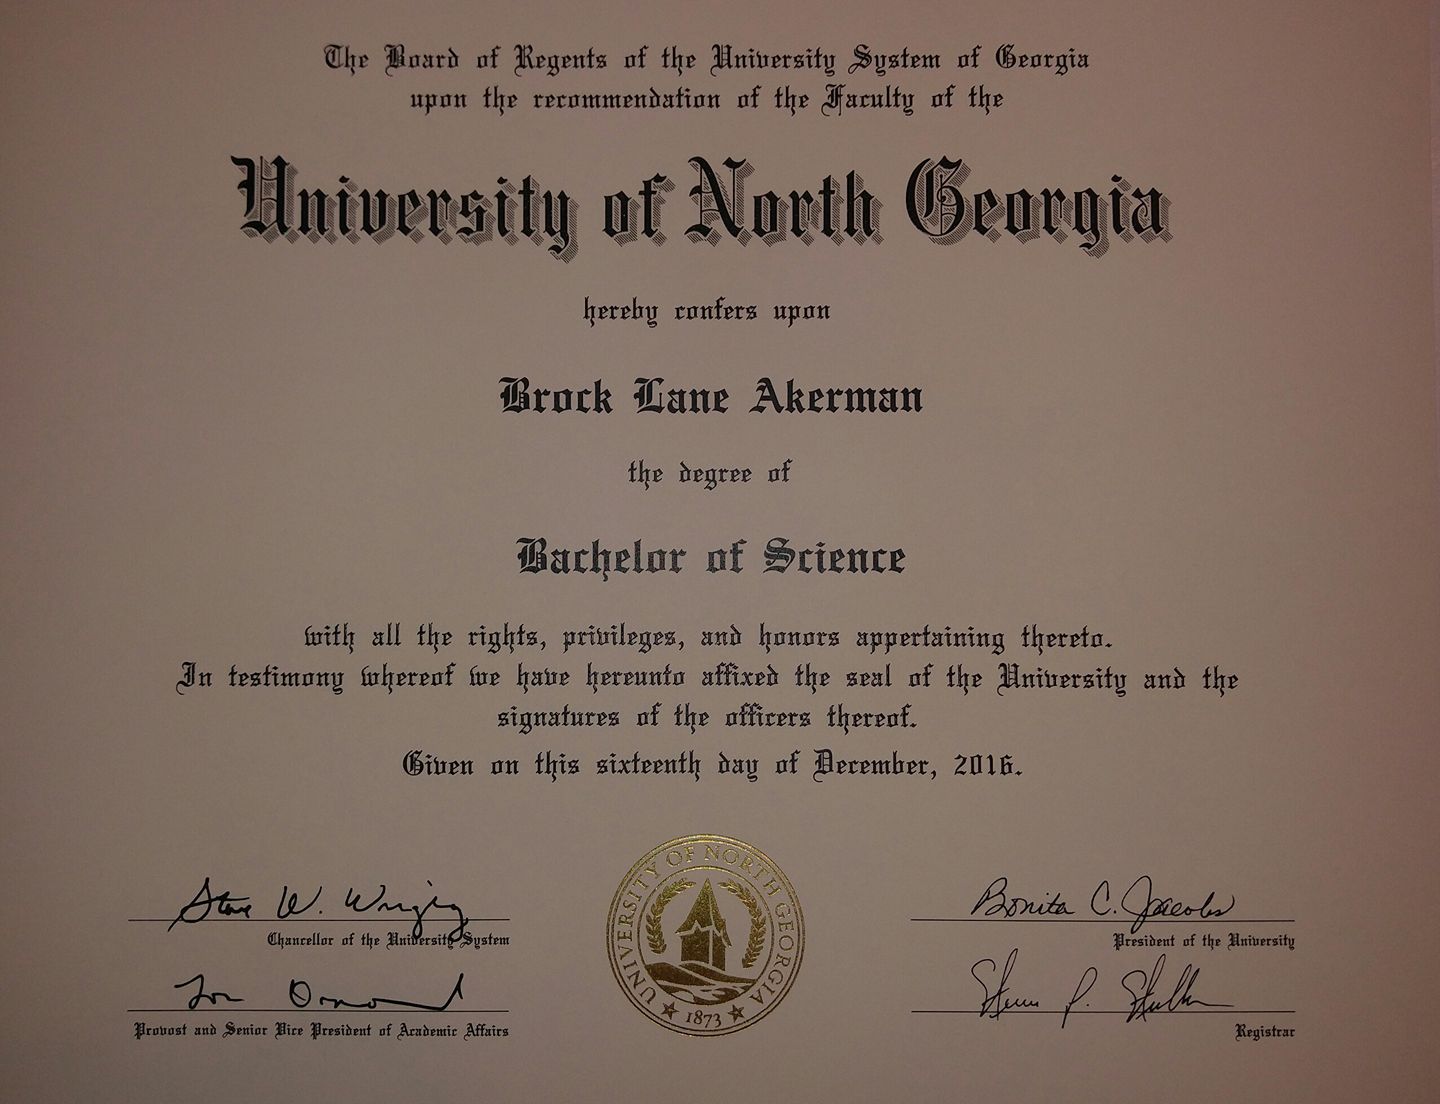 The Board of Regents of the University System of Georgia
upon the recommendation of the Faculty of the
University of North Georgia
hereby confers upon
Brock Lane Akerman
the degree of
Bachelor of Science
with all the rights, privileges, and honors appertaining thereto.
In testimony whereof we have hereunto affixed the seal of the University and the
signatures of the officers thereof.
Given on this sixteenth day of December, 2016.
Steve W. Wrigley
Chancellor of the University System
Tom Ormond
Provost and Senior Vice President of Academic Affairs
UNIVERSITY OF NORTH GEORGIA
1873
Bonita C. Jacobs
President of the University
P.
Registrar